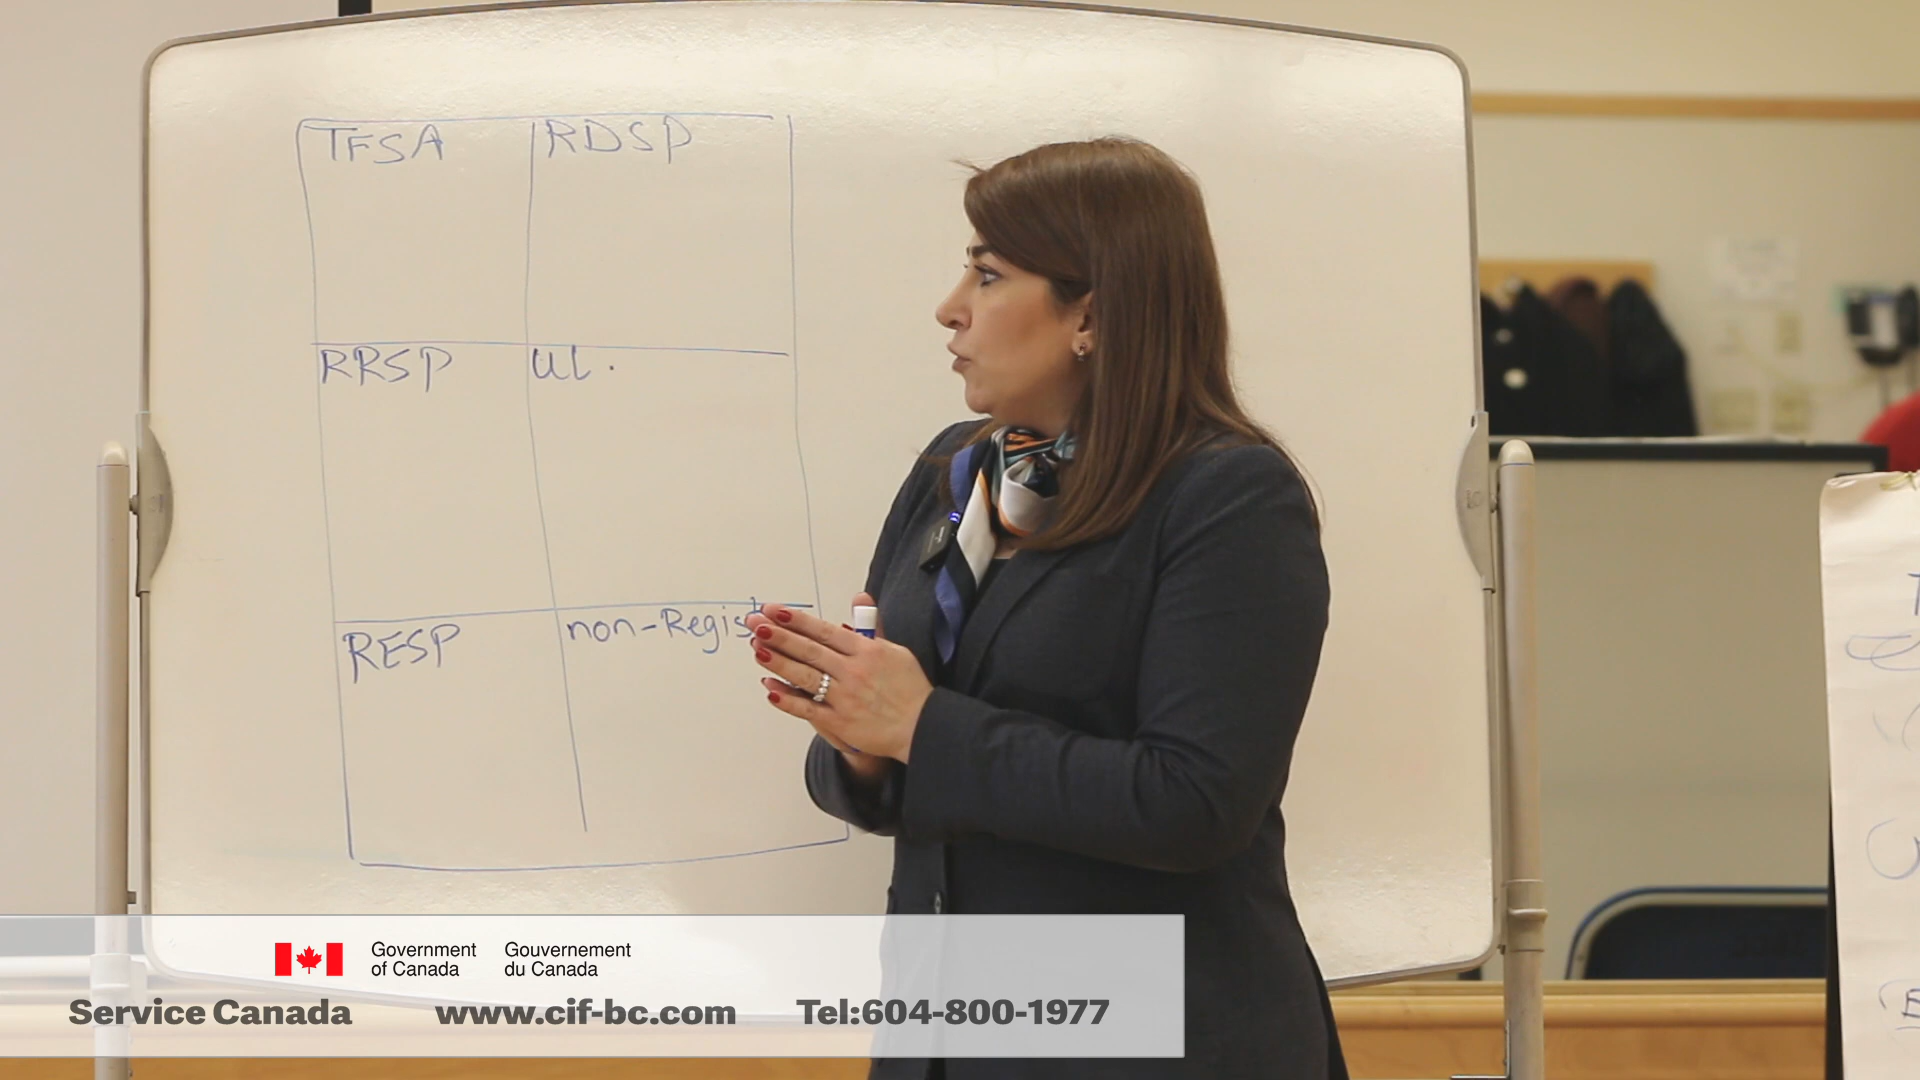 TFSA
RDSP
RRSP
UL.
RESP
non-Regis
Government of Canada
Gouvernement du Canada
Service Canada
www.cif-bc.com
Tel:604-800-1977